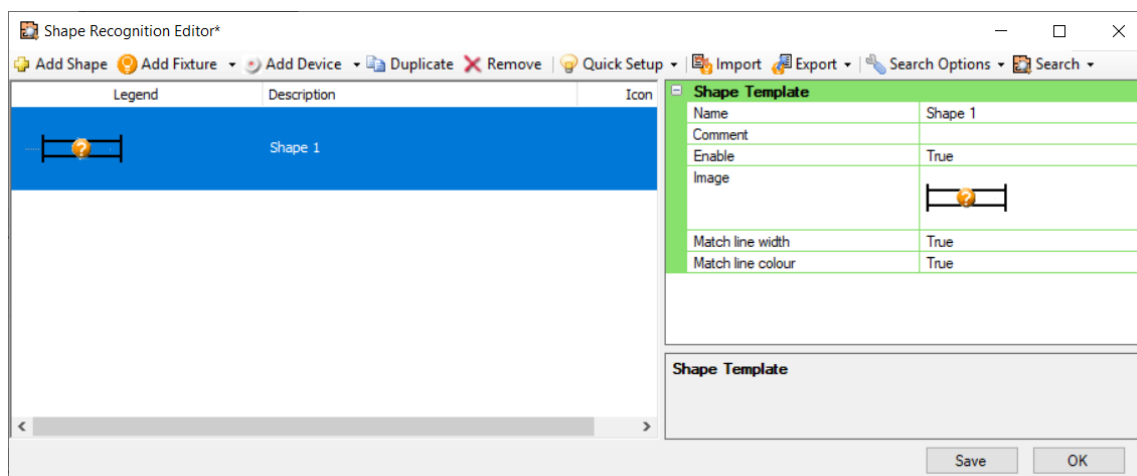 Shape Recognition Editor*
Add Shape Add Fixture Add Device Duplicate Remove Quick Setup Import Export Search Options Search
Legend Description Icon
Shape 1
Shape Template
Name Shape 1
Comment
Enable True
Image
Match line width True
Match line colour True
Shape Template
Save OK